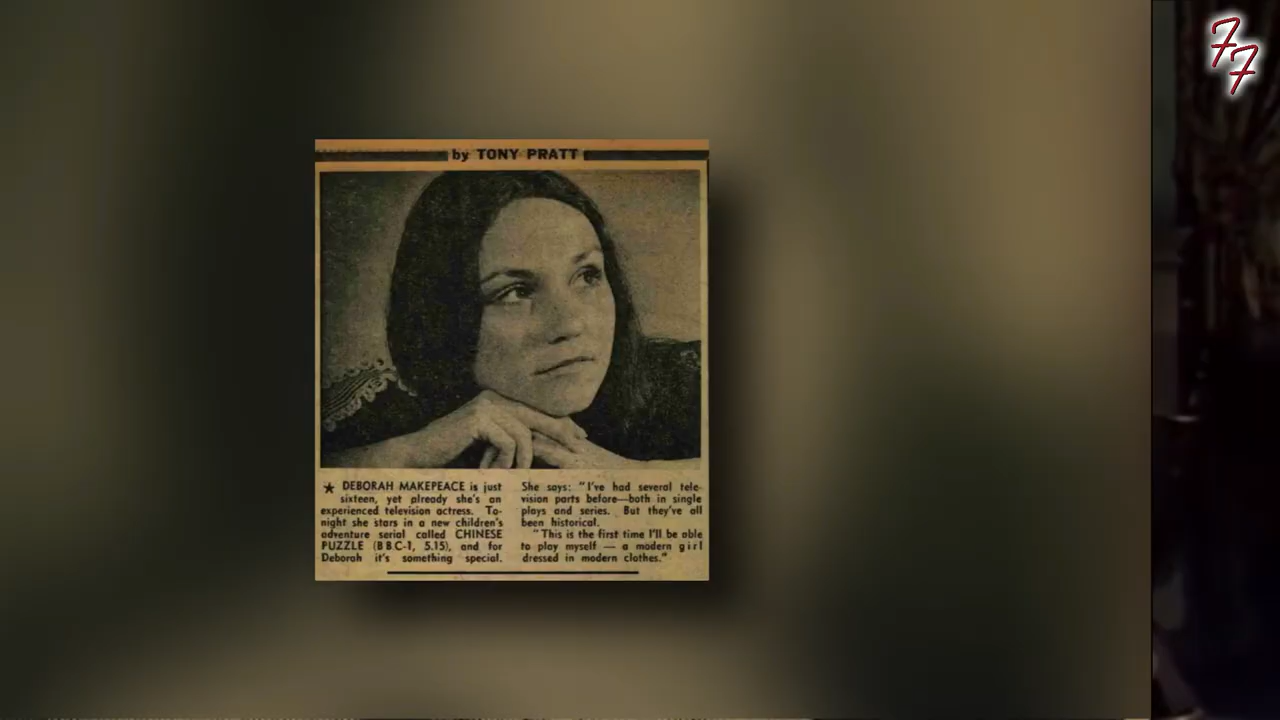 by TONY PRATT
★ DEBORAH MAKEPEACE is just
sixteen, yet already she's an
experienced television actress. To-
night she stars in a new children's
adventure serial called CHINESE
PUZZLE (BBC-1, 5.15), and for
Deborah it's something special.
She says: "I've had several tele-
vision parts before—both in single
plays and series. But they've all
been historical.
"This is the first time I'll be able
to play myself — a modern girl
dressed in modern clothes."
77